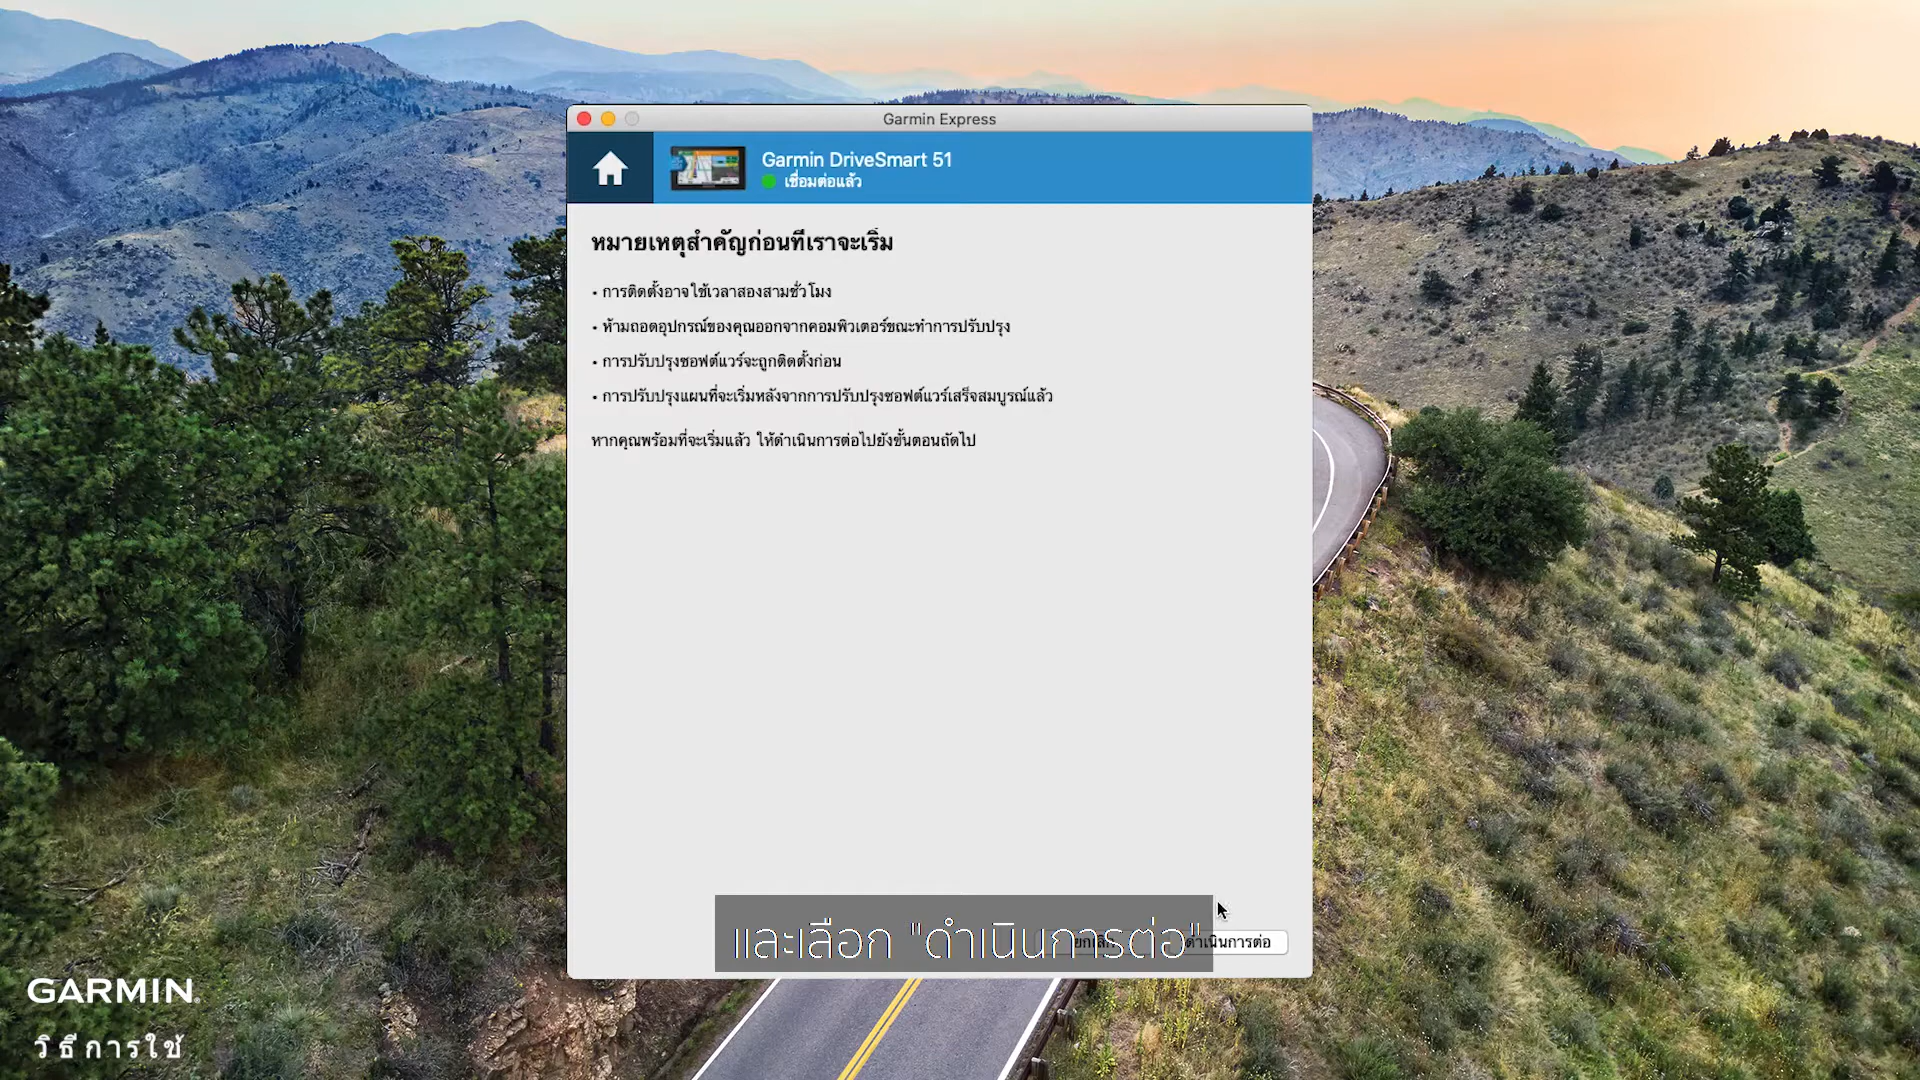 Garmin Express
Garmin DriveSmart 51
เชื่อมต่อแล้ว
หมายเหตุสำคัญก่อนที่เราจะเริ่ม
• การติดตั้งอาจใช้เวลาสองสามชั่วโมง
• ห้ามถอดอุปกรณ์ของคุณออกจากคอมพิวเตอร์ขณะทำการปรับปรุง
• การปรับปรุงซอฟต์แวร์จะถูกติดตั้งก่อน
• การปรับปรุงแผนที่จะเริ่มหลังจากการปรับปรุงซอฟต์แวร์เสร็จสมบูรณ์แล้ว
หากคุณพร้อมที่จะเริ่มแล้ว ให้ดำเนินการต่อไปยังขั้นตอนถัดไป
และเลือก "ดำเนินการต่อ"
ดำเนินการต่อ
GARMIN
วิธีการใช้